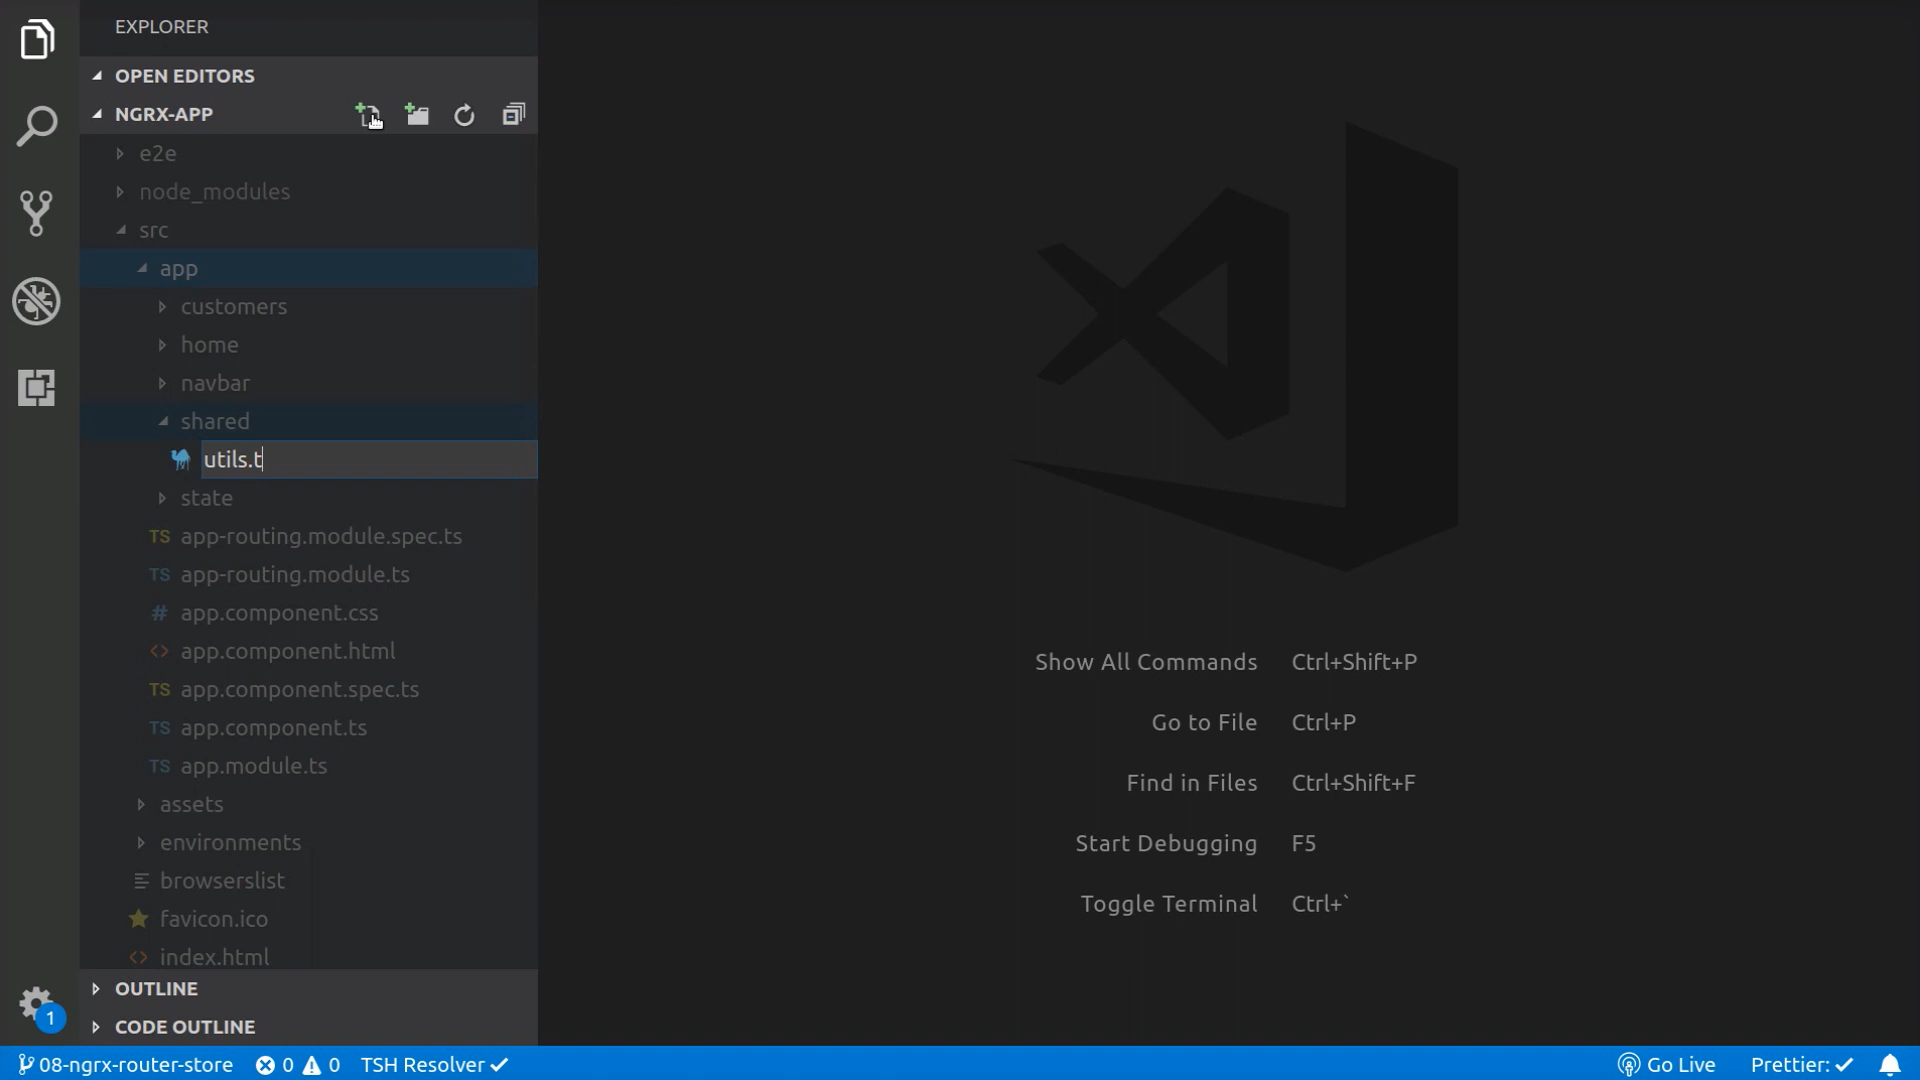 EXPLORER
OPEN EDITORS
NGRX-APP
e2e
node_modules
src
app
customers
home
navbar
shared
utils.t
state
TS app-routing.module.spec.ts
TS app-routing.module.ts
# app.component.css
<> app.component.html
TS app.component.spec.ts
TS app.component.ts
TS app.module.ts
assets
environments
browserslist
favicon.ico
<> index.html
OUTLINE
CODE OUTLINE
Show All Commands Ctrl+Shift+P
Go to File Ctrl+P
Find in Files Ctrl+Shift+F
Start Debugging F5
Toggle Terminal Ctrl+`
1
08-ngrx-router-store 0 0 TSH Resolver Go Live Prettier: